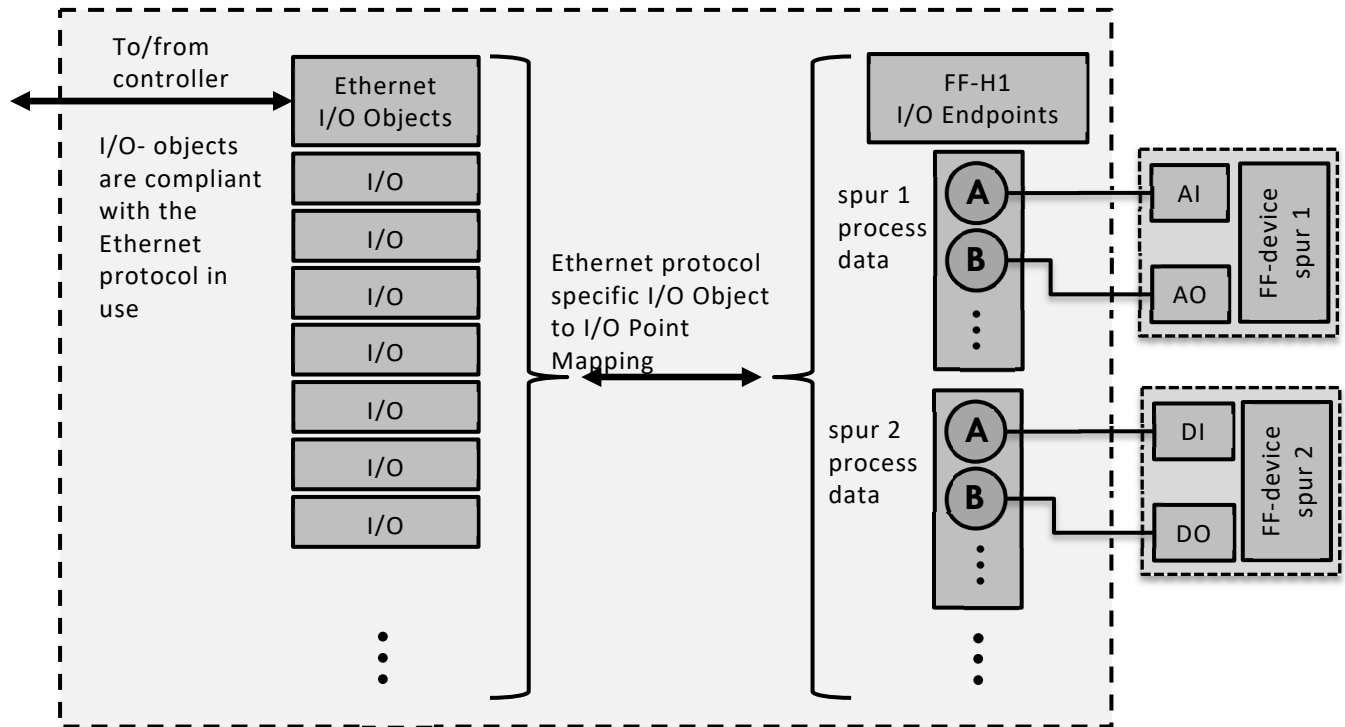 To/from
controller
Ethernet
I/O Objects
I/O- objects
are compliant
with the
Ethernet
protocol in
use
I/O
I/O
I/O
I/O
I/O
I/O
I/O
Ethernet protocol
specific I/O Object
to I/O Point
Mapping
FF-H1
I/O Endpoints
spur 1
process
data
A
B
AI
AO
FF-device
spur 1
spur 2
process
data
A
B
DI
DO
FF-device
spur 2